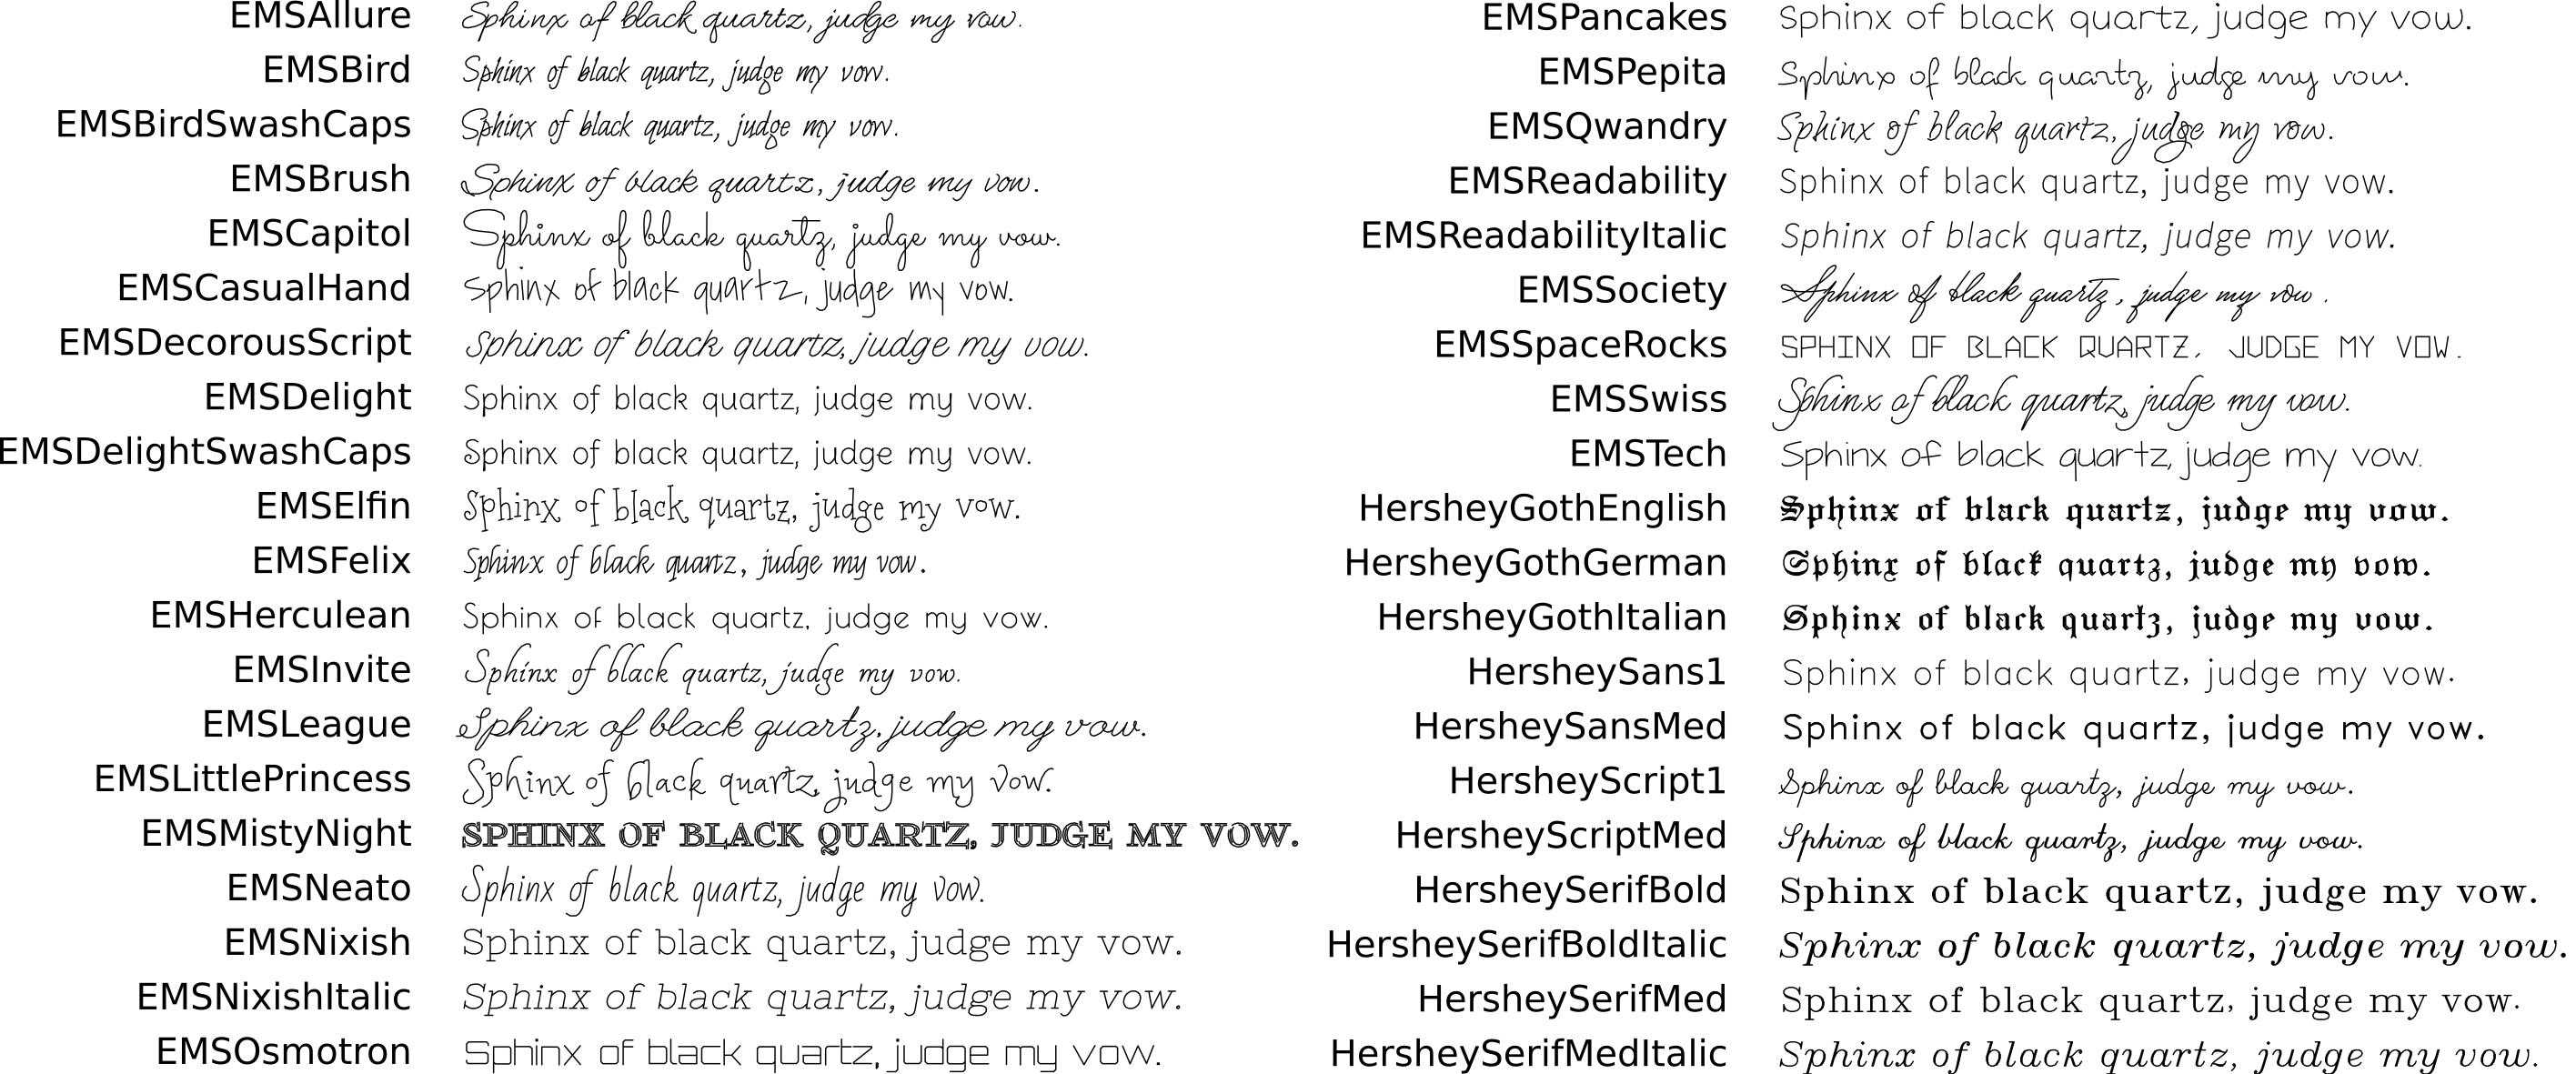 EMSAllure Sphinx of black quartz, judge my vow.
EMSBird Sphinx of black quartz, judge my vow.
EMSBirdSwashCaps Sphinx of black quartz, judge my vow.
EMSBrush Sphinx of black quartz, judge my vow.
EMSCapitol Sphinx of black quartz, judge my vow.
EMSCasualHand Sphinx of black quartz, judge my vow.
EMSDecorousScript Sphinx of black quartz, judge my vow.
EMSDelight Sphinx of black quartz, judge my vow.
EMSDelightSwashCaps Sphinx of black quartz, judge my vow.
EMSElfin Sphinx of black quartz, judge my vow.
EMSFelix Sphinx of black quartz, judge my vow.
EMSHerculean Sphinx of black quartz, judge my vow.
EMSInvite Sphinx of black quartz, judge my vow.
EMSLeague Sphinx of black quartz, judge my vow.
EMSLittlePrincess Sphinx of black quartz, judge my vow.
EMSMistyNight SPHINX OF BLACK QUARTZ, JUDGE MY VOW.
EMSNeato Sphinx of black quartz, judge my vow.
EMSNixish Sphinx of black quartz, judge my vow.
EMSNixishItalic Sphinx of black quartz, judge my vow.
EMSOsmotron Sphinx of black quartz, judge my vow.
EMSPancakes Sphinx of black quartz, judge my vow.
EMSPepita Sphinx of black quartz, judge my vow.
EMSQwandry Sphinx of black quartz, judge my vow.
EMSReadability Sphinx of black quartz, judge my vow.
EMSReadabilityItalic Sphinx of black quartz, judge my vow.
EMSSociety Sphinx of black quartz, judge my vow.
EMSSpaceRocks SPHINX OF BLACK QUARTZ, JUDGE MY VOW.
EMSSwiss Sphinx of black quartz, judge my vow.
EMSTech Sphinx of black quartz, judge my vow.
HersheyGothEnglish Sphinx of black quartz, judge my vow.
HersheyGothGerman Sphinx of black quartz, judge my vow.
HersheyGothItalian Sphinx of black quartz, judge my vow.
HersheySans1 Sphinx of black quartz, judge my vow.
HersheySansMed Sphinx of black quartz, judge my vow.
HersheyScript1 Sphinx of black quartz, judge my vow.
HersheyScriptMed Sphinx of black quartz, judge my vow.
HersheySerifBold Sphinx of black quartz, judge my vow.
HersheySerifBoldItalic Sphinx of black quartz, judge my vow.
HersheySerifMed Sphinx of black quartz, judge my vow.
HersheySerifMedItalic Sphinx of black quartz, judge my vow.